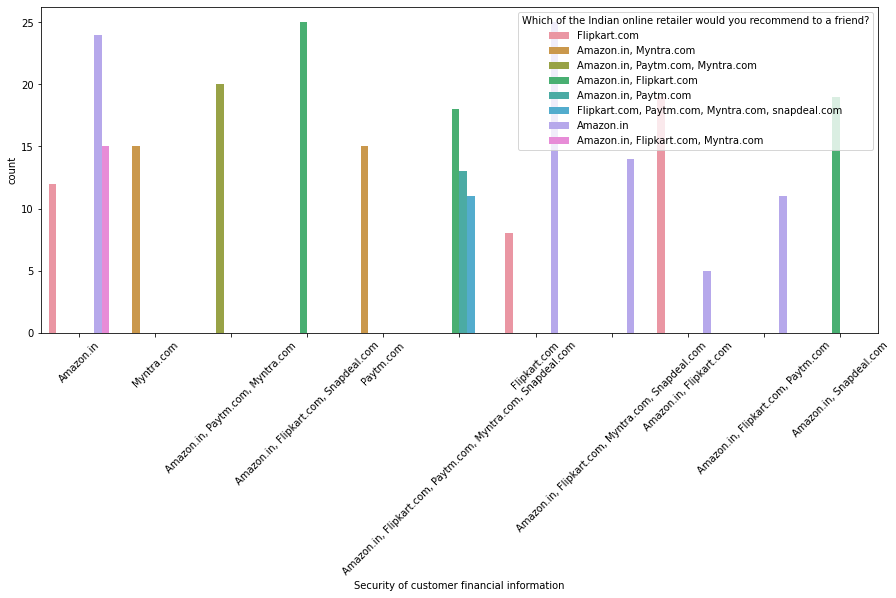 Which of the Indian online retailer would you recommend to a friend?
Flipkart.com
Amazon.in, Myntra.com
Amazon.in, Paytm.com, Myntra.com
Amazon.in, Flipkart.com
Amazon.in, Paytm.com
Flipkart.com, Paytm.com, Myntra.com, snapdeal.com
Amazon.in
Amazon.in, Flipkart.com, Myntra.com
25
20
15
10
5
0
count
Amazon.in
Myntra.com
Amazon.in, Paytm.com, Myntra.com
Amazon.in, Flipkart.com, Snapdeal.com
Paytm.com
Amazon.in, Flipkart.com, Paytm.com, Myntra.com, Snapdeal.com
Flipkart.com
Amazon.in, Flipkart.com, Myntra.com, Snapdeal.com
Amazon.in, Flipkart.com
Amazon.in, Flipkart.com, Paytm.com
Amazon.in, Snapdeal.com
Security of customer financial information